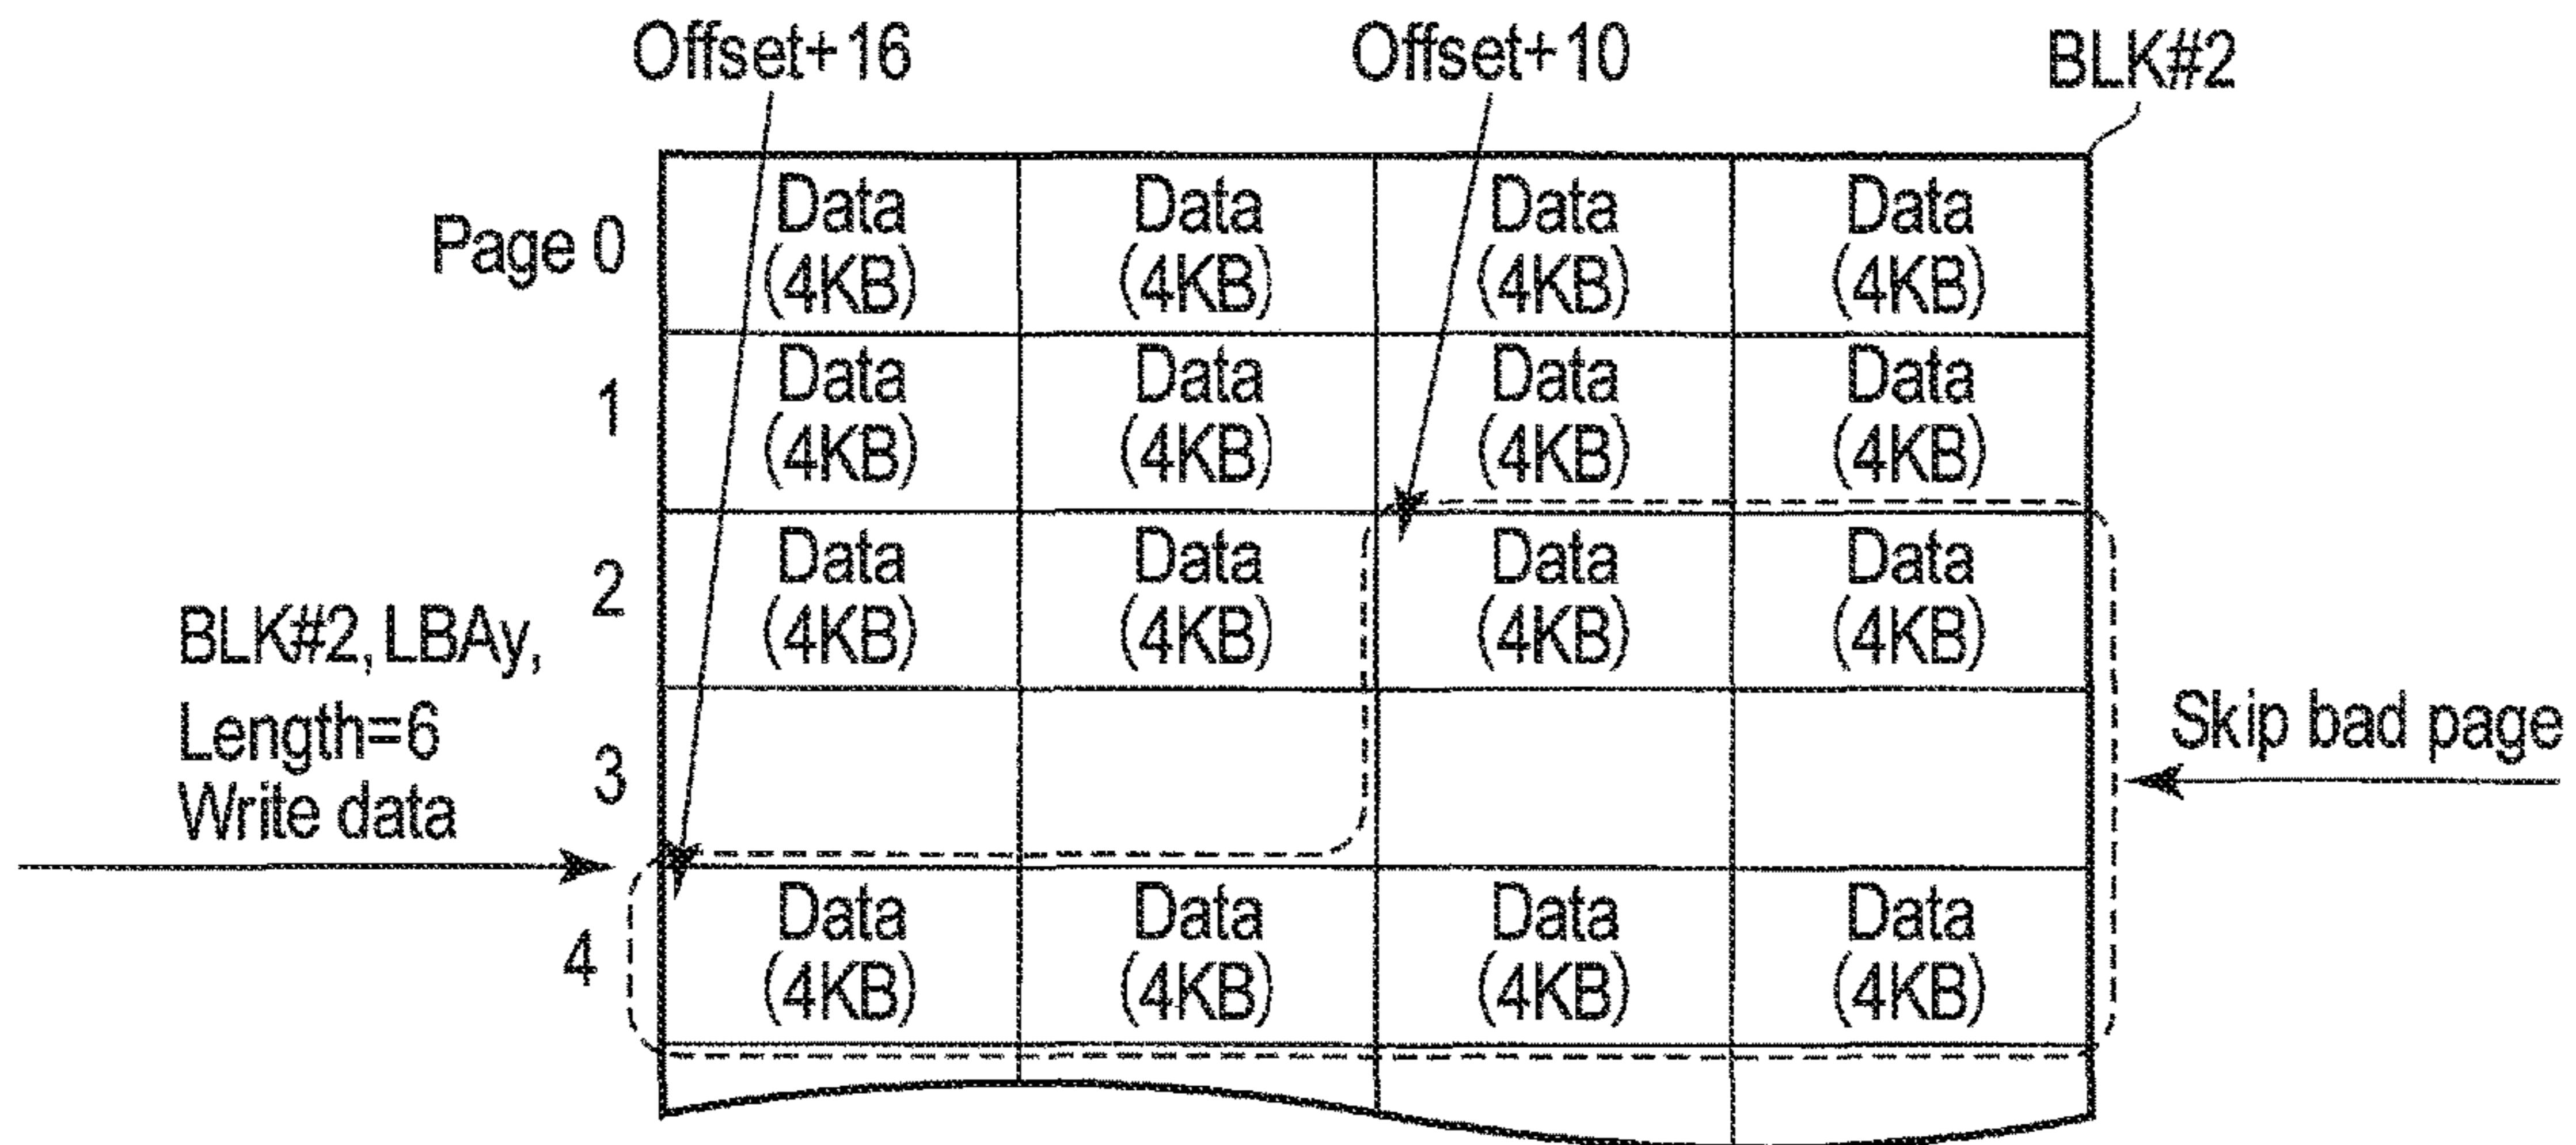 Offset+16
Offset+10
BLK#2
Page 0
Data
(4KB)
Data
(4KB)
Data
(4KB)
Data
(4KB)
1
Data
(4KB)
Data
(4KB)
Data
(4KB)
Data
(4KB)
2
Data
(4KB)
Data
(4KB)
Data
(4KB)
Data
(4KB)
BLK#2, LBAy,
Length=6
Write data
3
Skip bad page
4
Data
(4KB)
Data
(4KB)
Data
(4KB)
Data
(4KB)